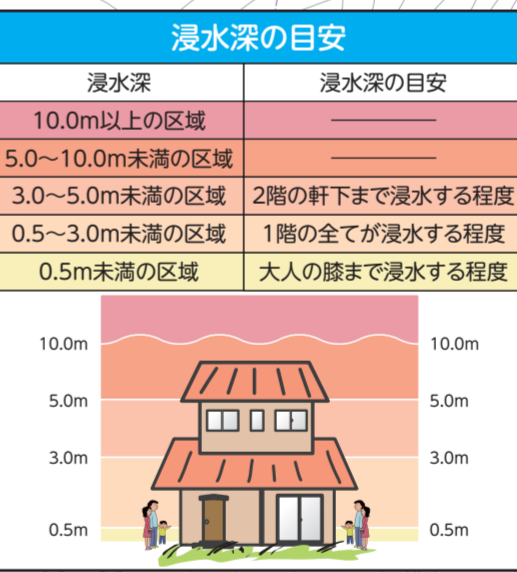 浸水深の目安
浸水深 浸水深の目安
10.0m以上の区域 ————
5.0～10.0m未満の区域 ————
3.0～5.0m未満の区域 2階の軒下まで浸水する程度
0.5～3.0m未満の区域 1階の全てが浸水する程度
0.5m未満の区域 大人の膝まで浸水する程度
10.0m 10.0m
5.0m 5.0m
3.0m 3.0m
0.5m 0.5m